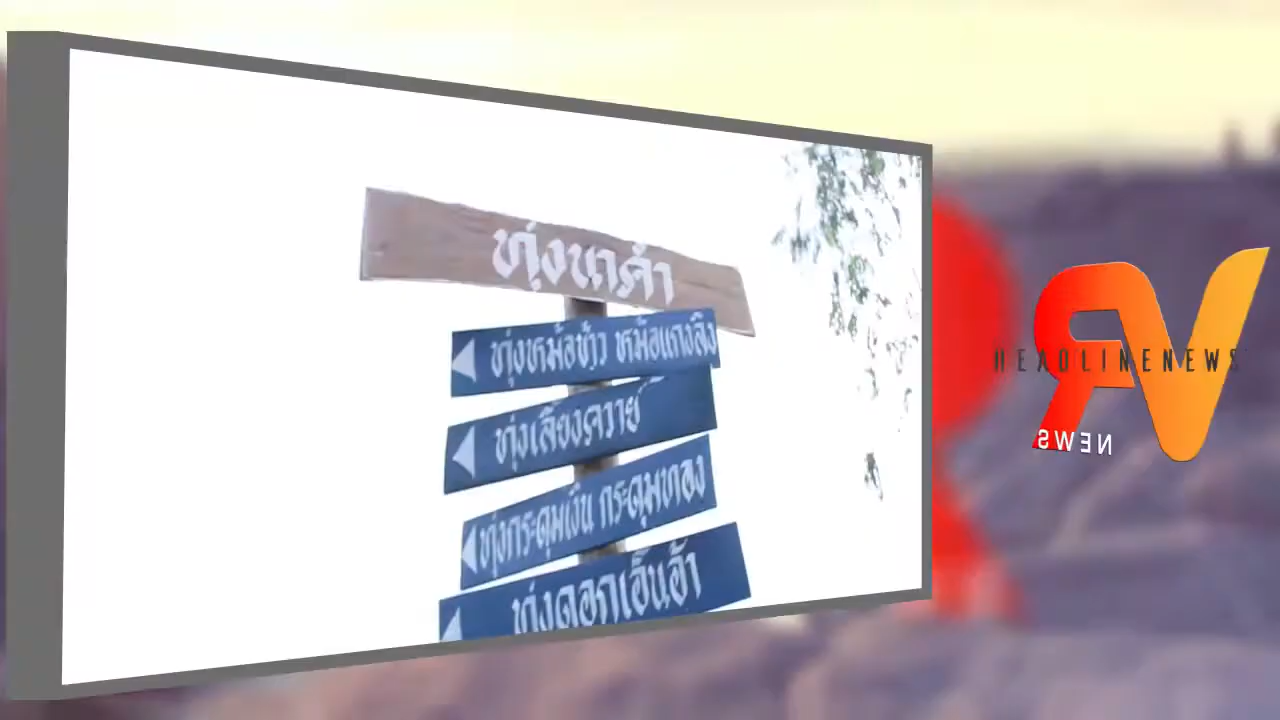 ทุ่งนาคำ
ทุ่งหม้อข้าว หม้อแกงลิง
ทุ่งเลี้ยงควาย
ทุ่งกระดุมเงิน กระดุมทอง
ทุ่งดอกเอ็นอ้า
HEADLINENEWS
NEWS